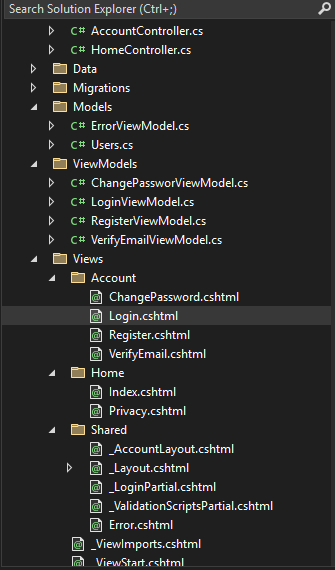 Search Solution Explorer (Ctrl+;)
C# AccountController.cs
C# HomeController.cs
Data
Migrations
Models
C# ErrorViewModel.cs
C# Users.cs
ViewModels
C# ChangePassworViewModel.cs
C# LoginViewModel.cs
C# RegisterViewModel.cs
C# VerifyEmailViewModel.cs
Views
Account
@ ChangePassword.cshtml
@ Login.cshtml
@ Register.cshtml
@ VerifyEmail.cshtml
Home
@ Index.cshtml
@ Privacy.cshtml
Shared
@ _AccountLayout.cshtml
@ _Layout.cshtml
@ _LoginPartial.cshtml
@ _ValidationScriptsPartial.cshtml
@ Error.cshtml
@ _ViewImports.cshtml
@ _ViewStart.cshtml